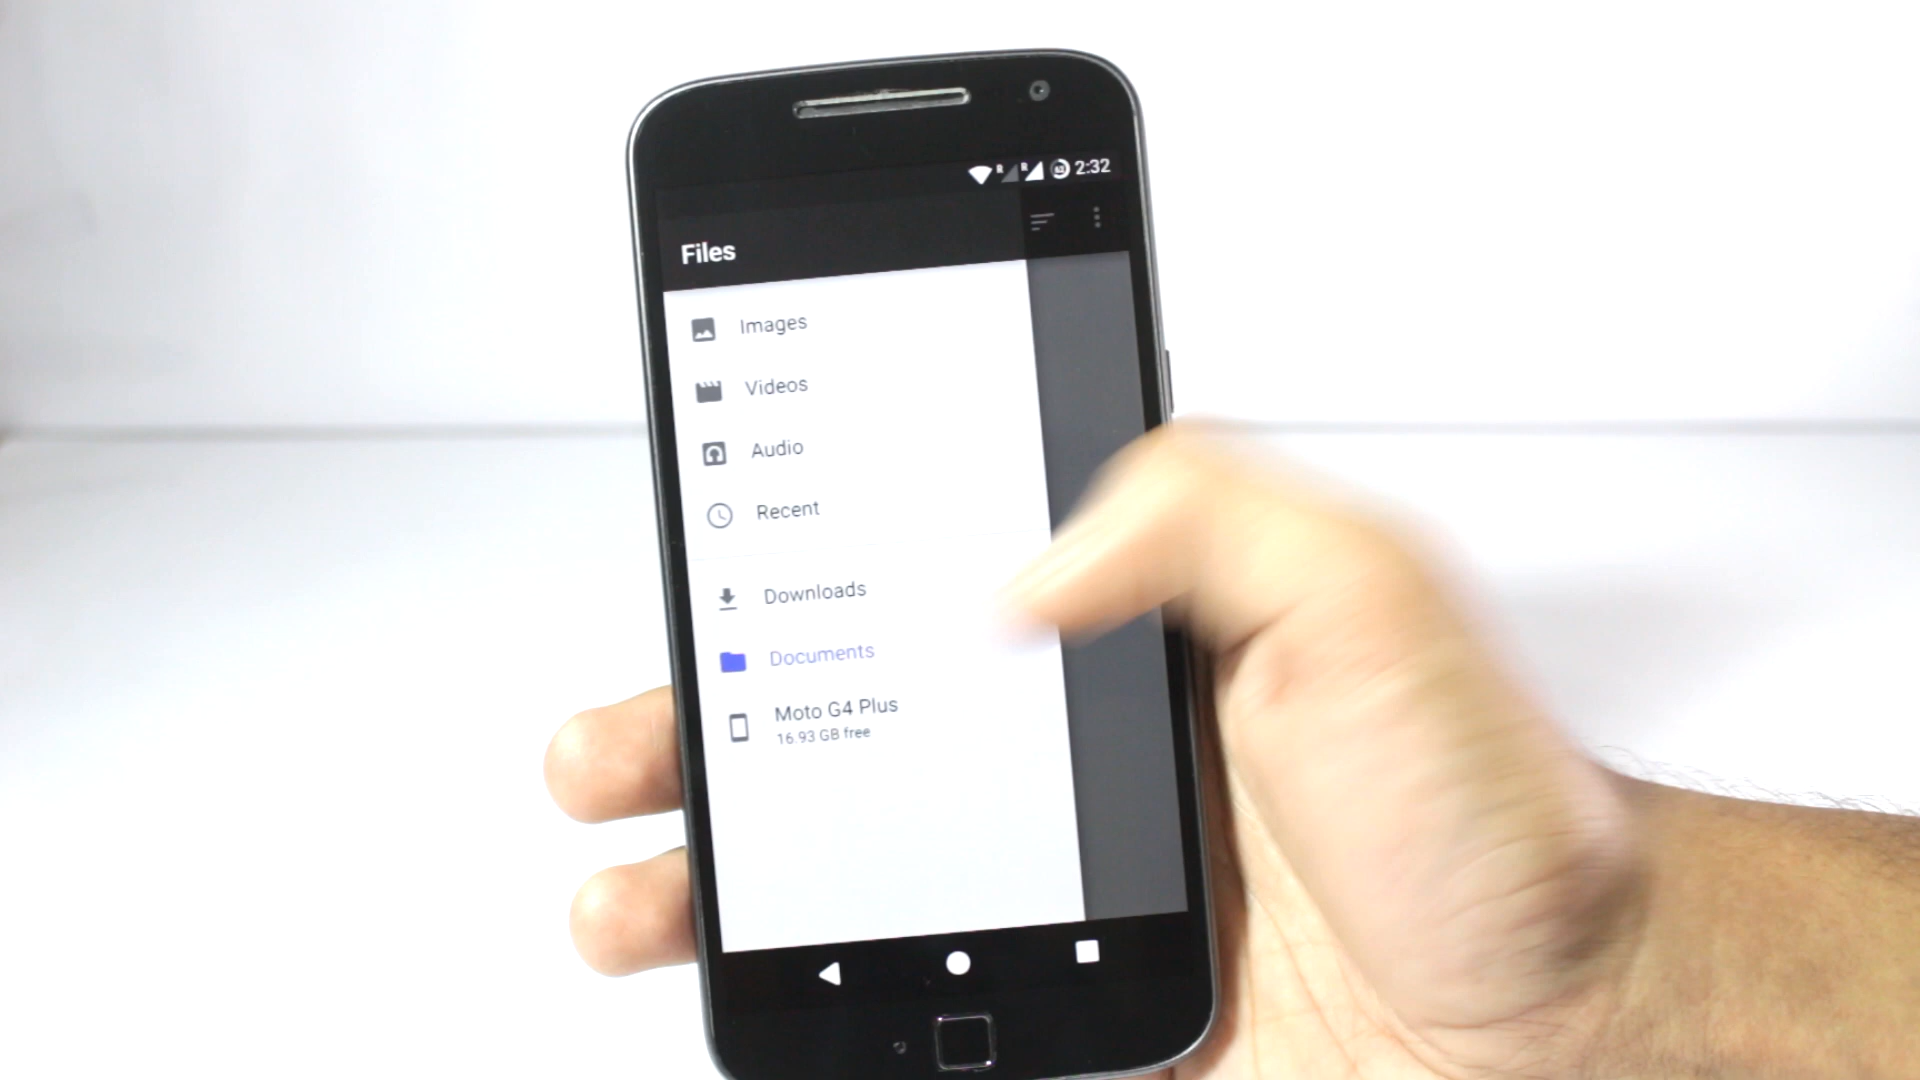 R R 2:32
Files
Images
Videos
Audio
Recent
Downloads
Documents
Moto G4 Plus
16.93 GB free